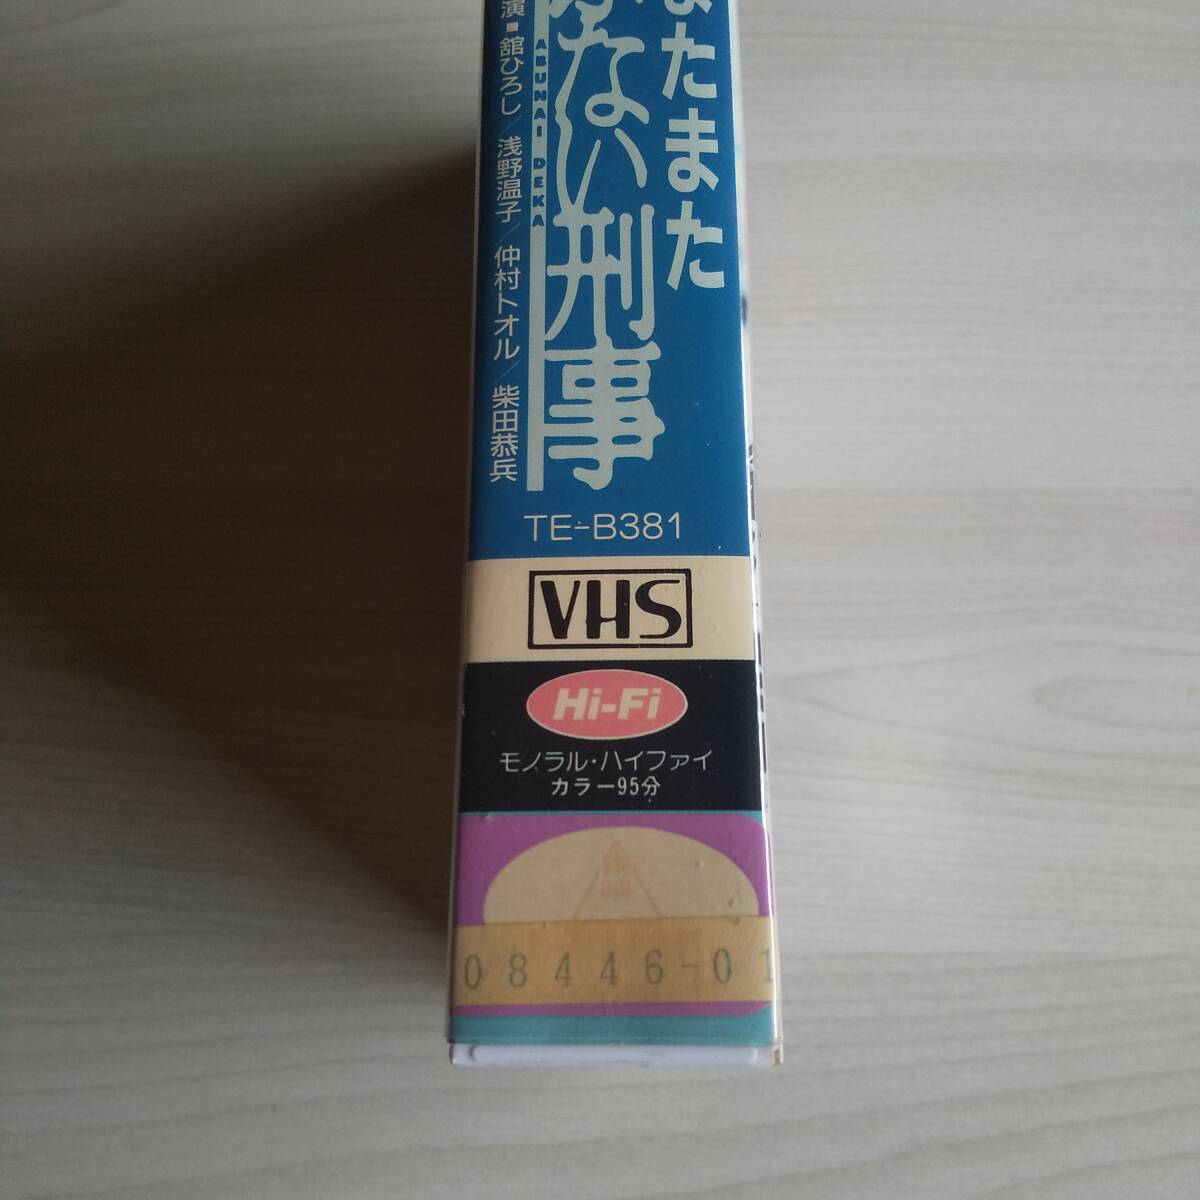 またまた
ない刑事
ABUNAI DEKA
演■舘ひろし/浅野温子/仲村トオル/柴田恭兵
TE-B381
VHS
Hi-Fi
モノラル・ハイファイ
カラー95分
08446-01